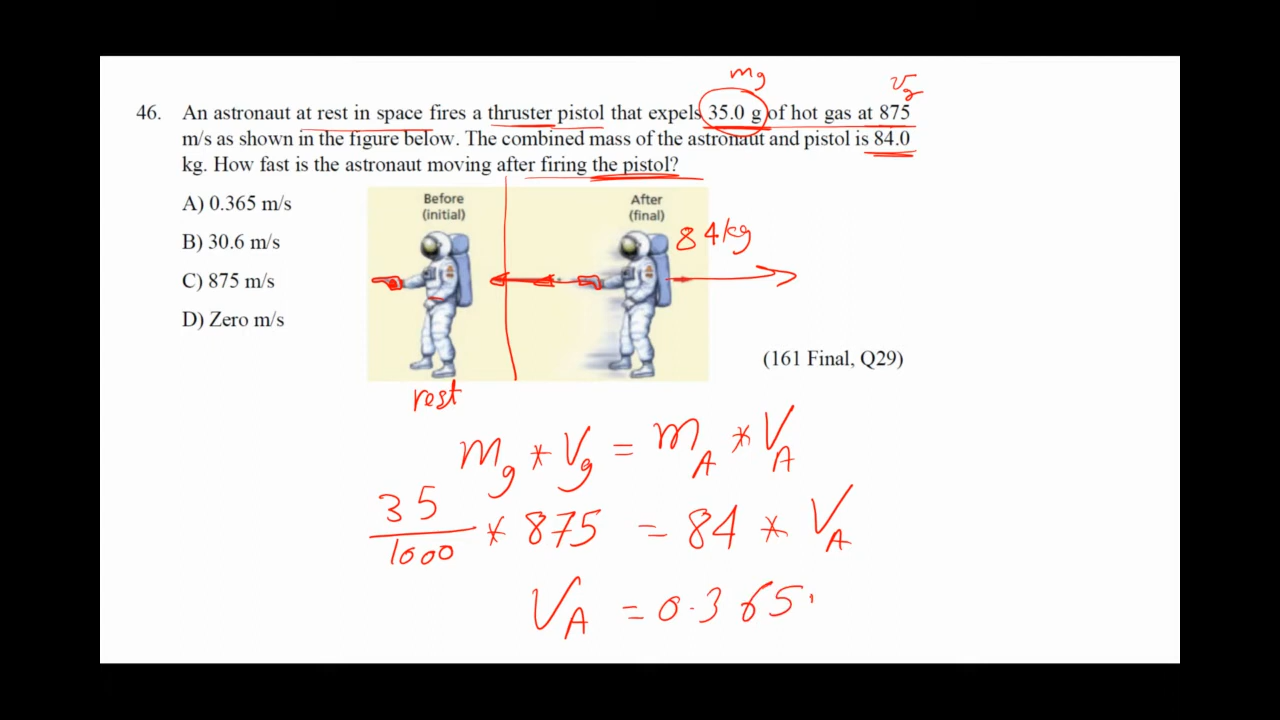 mg
vg
46. An astronaut at rest in space fires a thruster pistol that expels 35.0 g of hot gas at 875
m/s as shown in the figure below. The combined mass of the astronaut and pistol is 84.0
kg. How fast is the astronaut moving after firing the pistol?
A) 0.365 m/s
B) 30.6 m/s
C) 875 m/s
D) Zero m/s
Before
(initial)
After
(final)
84kg
(161 Final, Q29)
rest
mg * Vg = mA * VA
35/1000 * 875 = 84 * VA
VA = 0.365